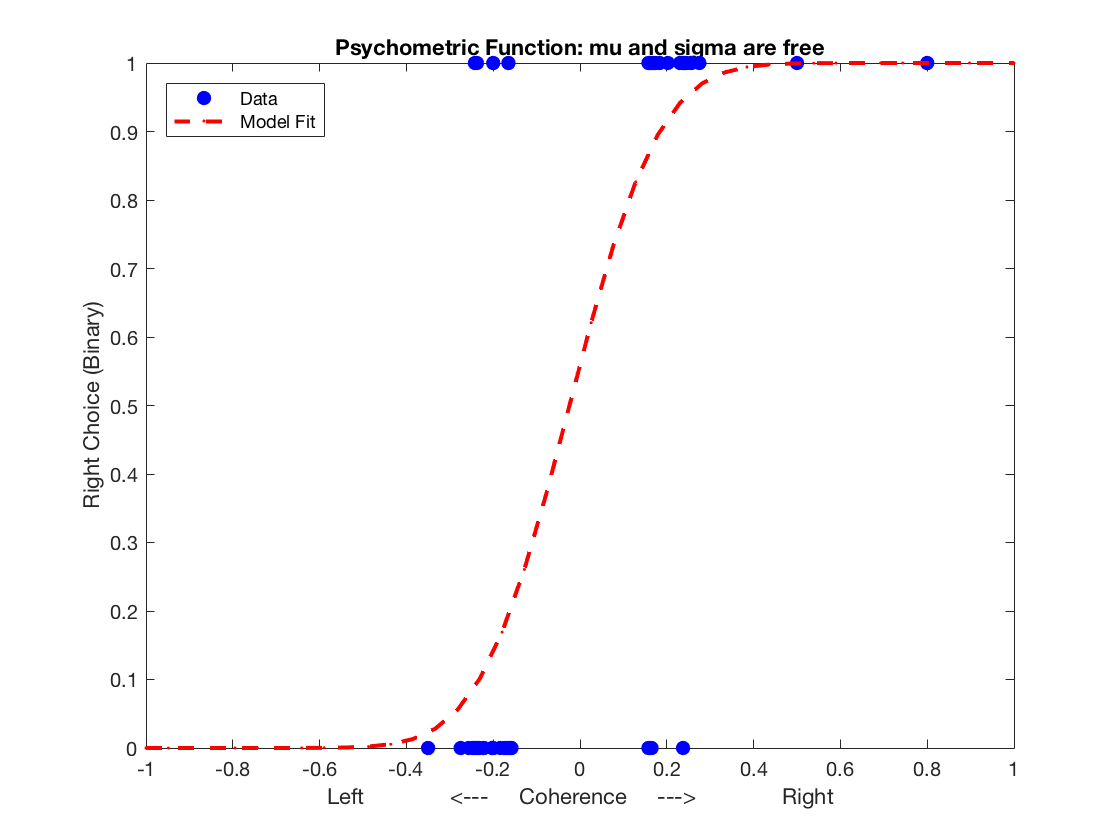 Psychometric Function: mu and sigma are free
Data
Model Fit
Right Choice (Binary)
1
0.9
0.8
0.7
0.6
0.5
0.4
0.3
0.2
0.1
0
-1 -0.8 -0.6 -0.4 -0.2 0 0.2 0.4 0.6 0.8 1
Left <--- Coherence ---> Right